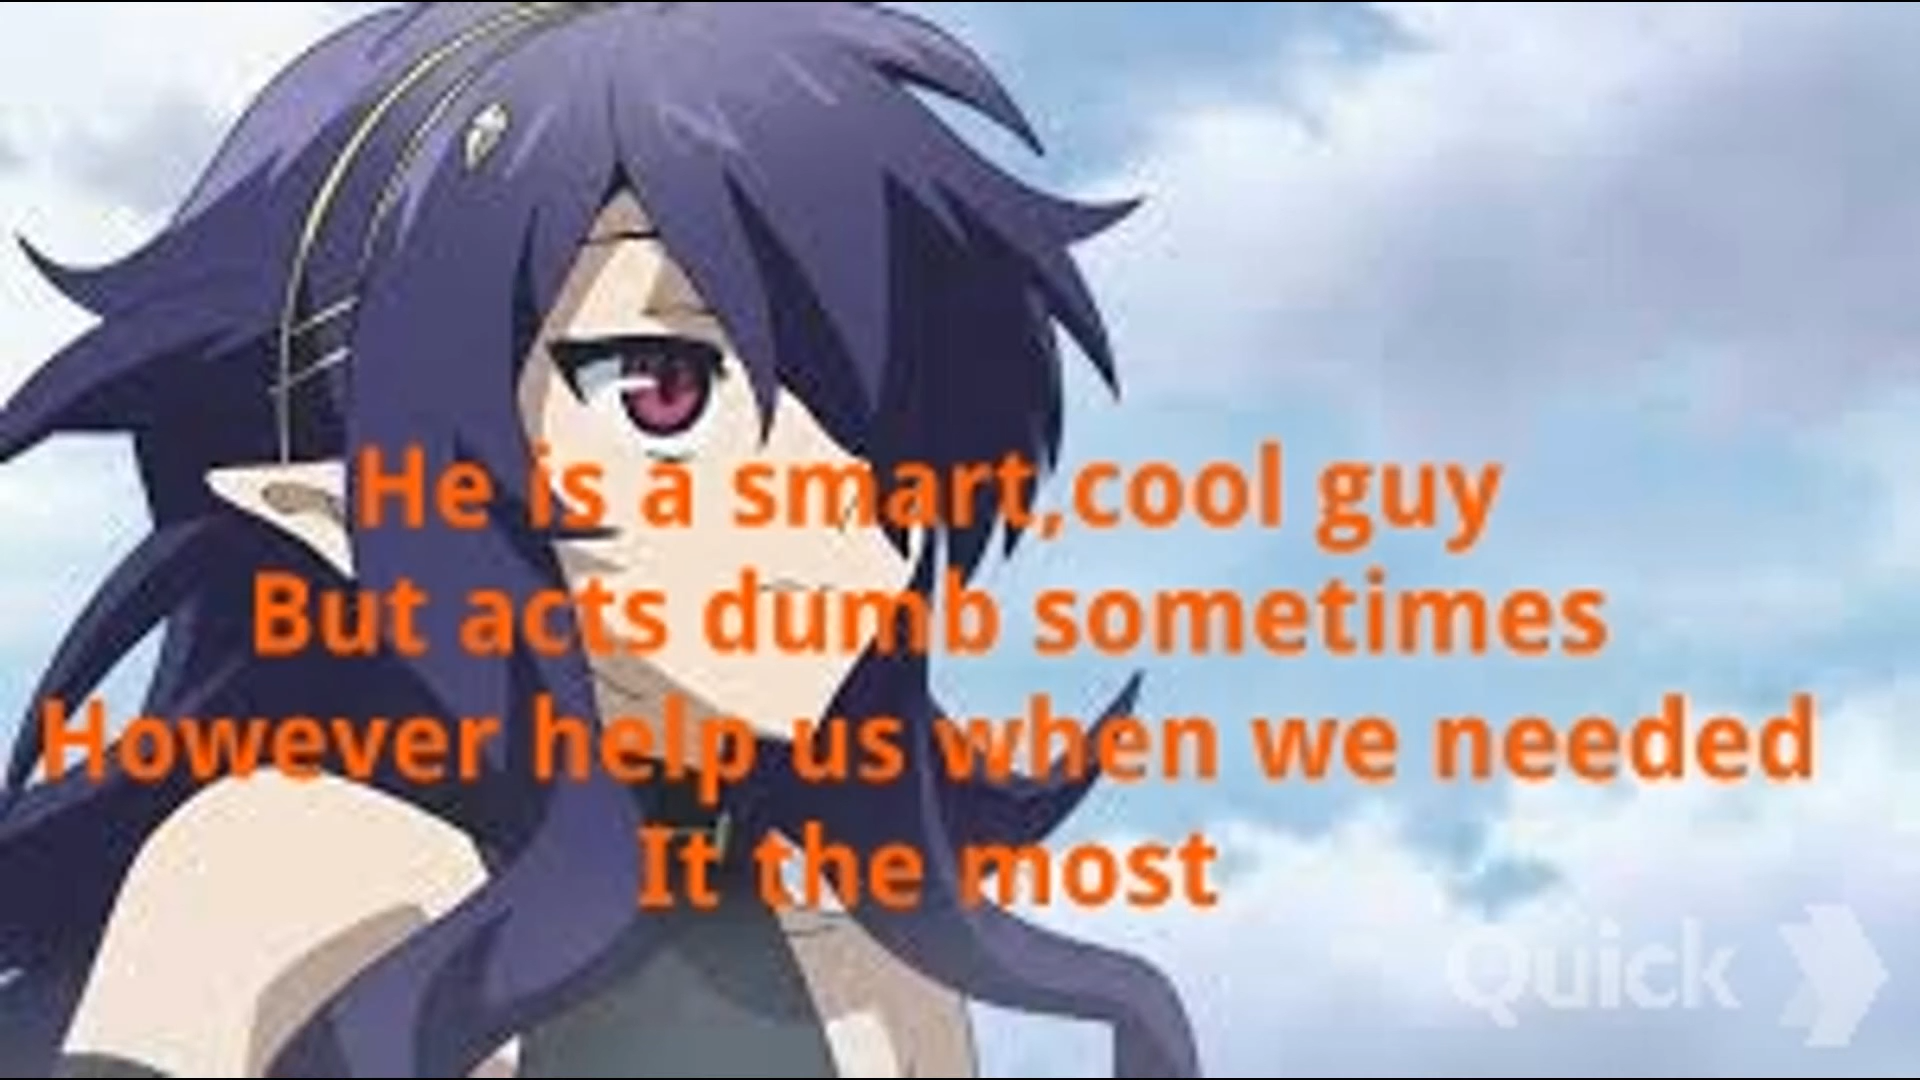 He is a smart,cool guy
But acts dumb sometimes
However help us when we needed
It the most
Quick